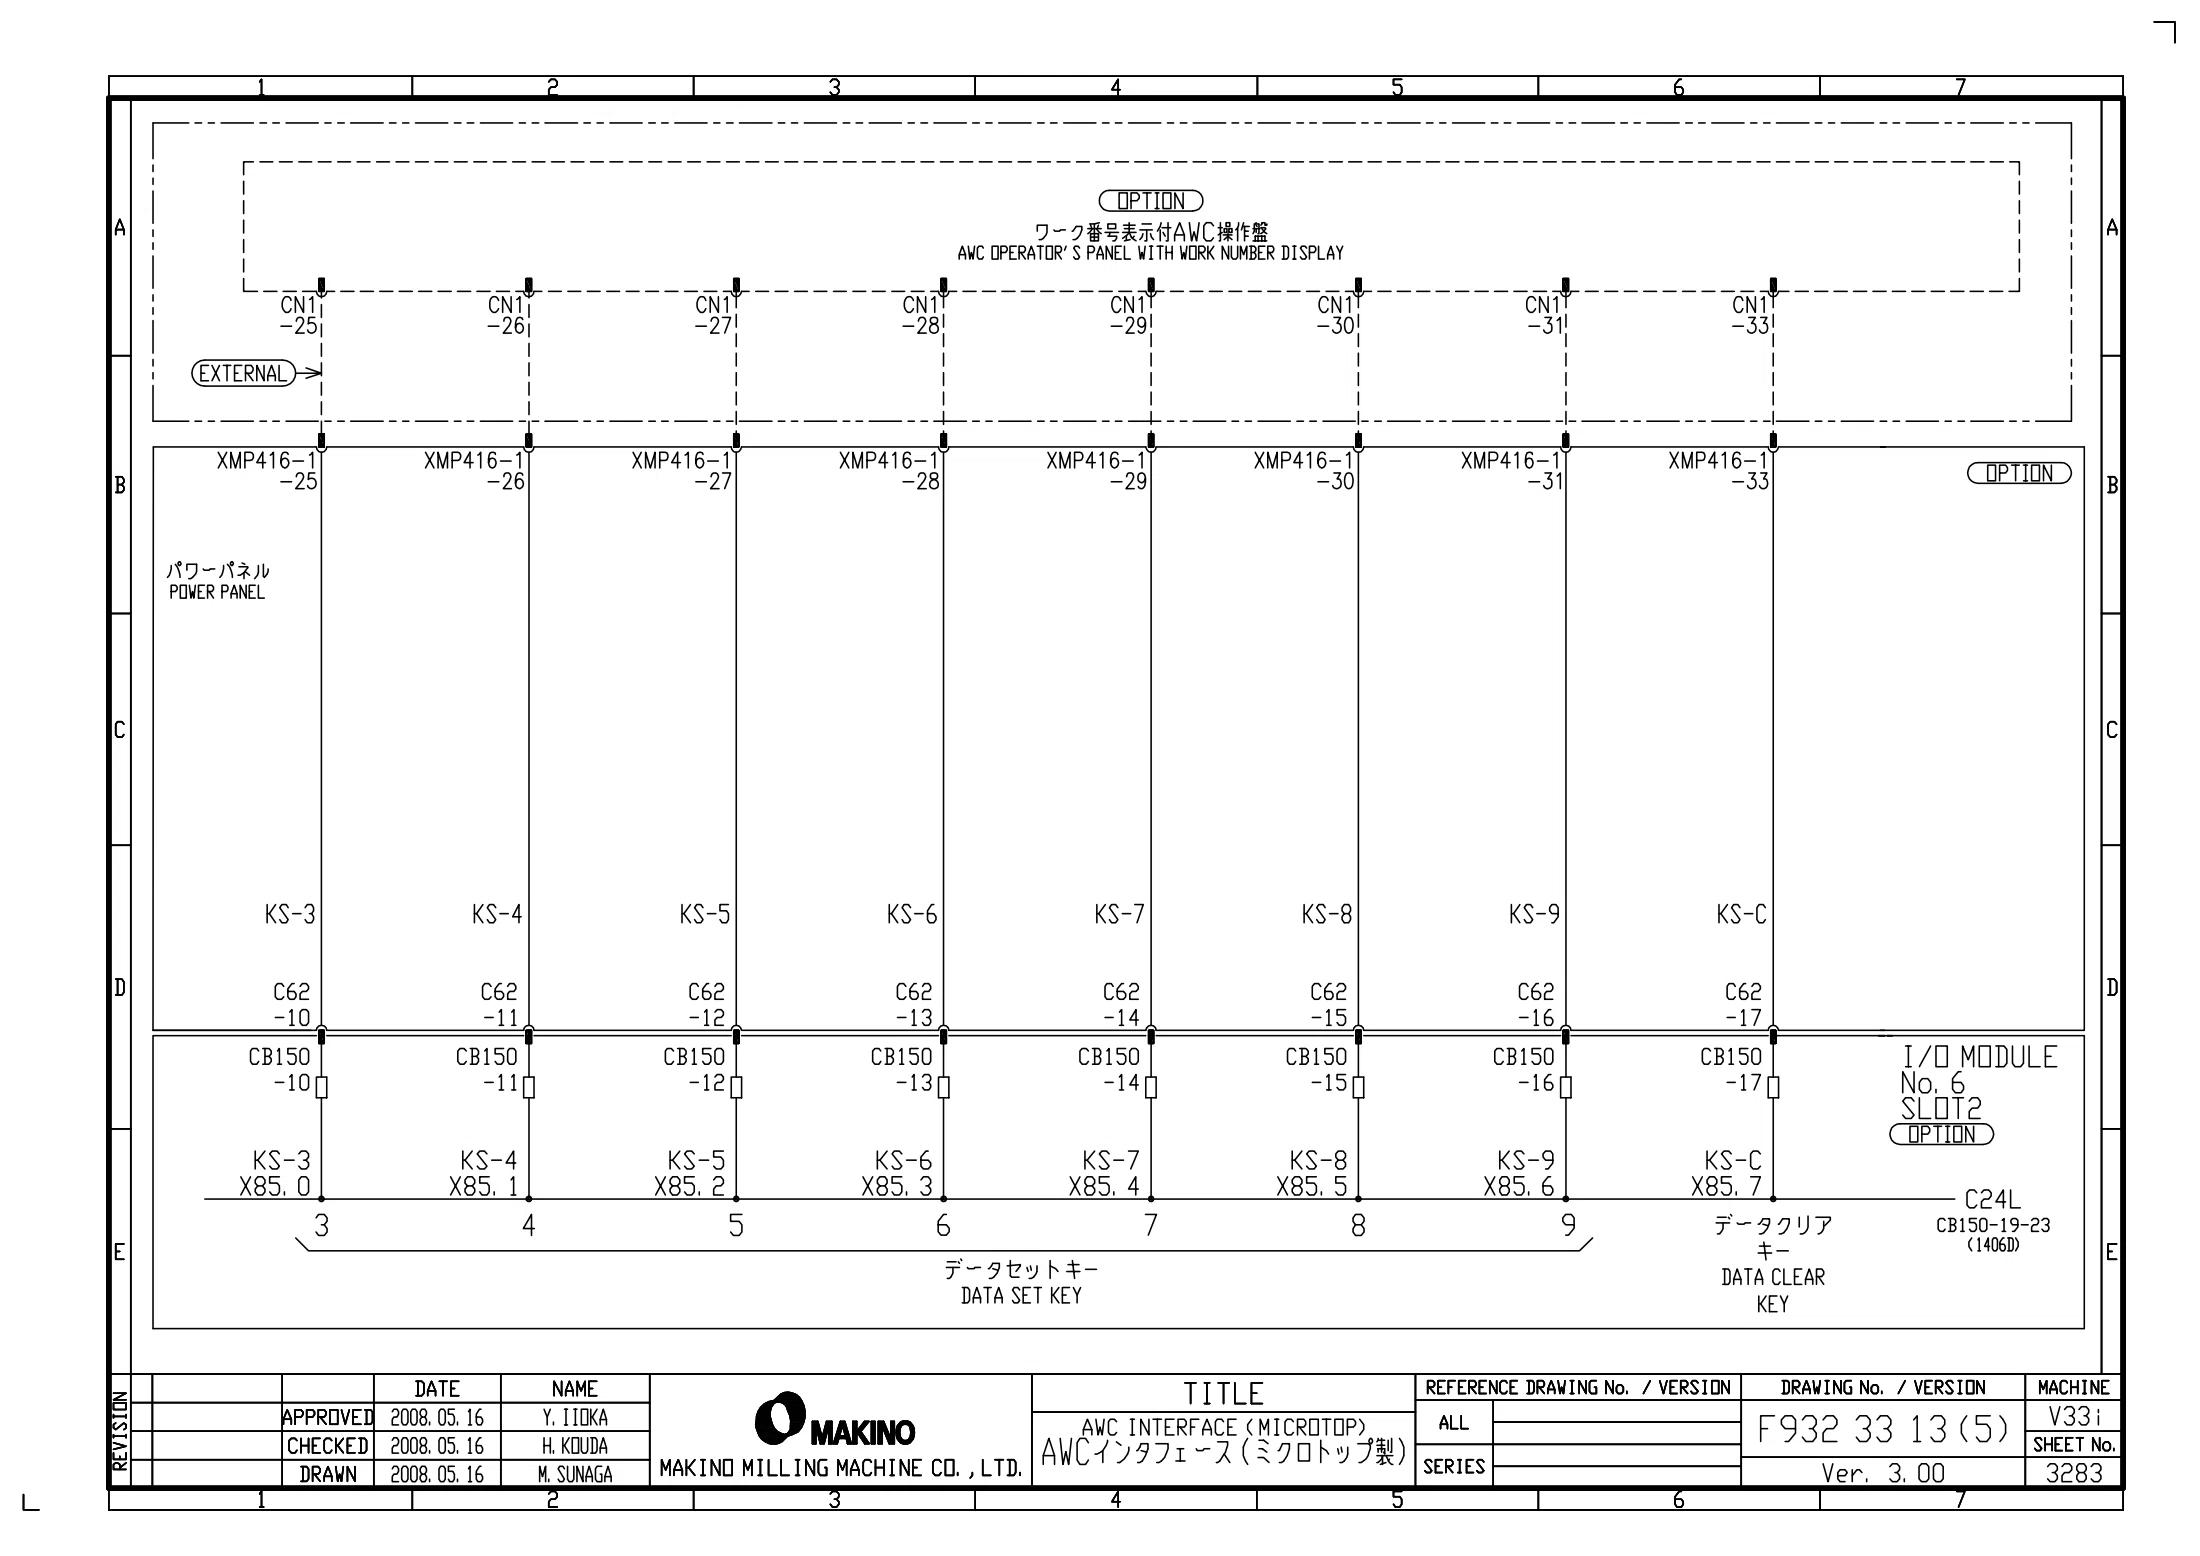 1 2 3 4 5 6 7
A A
OPTION
ワーク番号表示付AWC操作盤
AWC OPERATOR'S PANEL WITH WORK NUMBER DISPLAY
CN1 CN1 CN1 CN1 CN1 CN1 CN1 CN1
-25 -26 -27 -28 -29 -30 -31 -33
EXTERNAL
XMP416-1 XMP416-1 XMP416-1 XMP416-1 XMP416-1 XMP416-1 XMP416-1 XMP416-1
-25 -26 -27 -28 -29 -30 -31 -33
OPTION
B B
パワーパネル
POWER PANEL
C C
KS-3 KS-4 KS-5 KS-6 KS-7 KS-8 KS-9 KS-C
D D
C62 C62 C62 C62 C62 C62 C62 C62
-10 -11 -12 -13 -14 -15 -16 -17
CB150 CB150 CB150 CB150 CB150 CB150 CB150 CB150
-10 -11 -12 -13 -14 -15 -16 -17
I/O MODULE
No. 6
SLOT2
OPTION
KS-3 KS-4 KS-5 KS-6 KS-7 KS-8 KS-9 KS-C
X85. 0 X85. 1 X85. 2 X85. 3 X85. 4 X85. 5 X85. 6 X85. 7
3 4 5 6 7 8 9
データセットキー
DATA SET KEY
データクリア
キー
DATA CLEAR
KEY
C24L
CB150-19-23
(1406D)
E E
REVISION
DATE NAME
APPROVED 2008. 05. 16 Y. IIOKA
CHECKED 2008. 05. 16 H. KOUDA
DRAWN 2008. 05. 16 M. SUNAGA
MAKINO
MAKINO MILLING MACHINE CO., LTD.
TITLE
AWC INTERFACE (MICROTOP)
AWCインタフェース(ミクロトップ製)
REFERENCE DRAWING No. / VERSION
ALL
SERIES
DRAWING No. / VERSION
F932 33 13(5)
Ver. 3. 00
MACHINE
V33i
SHEET No.
3283
1 2 3 4 5 6 7